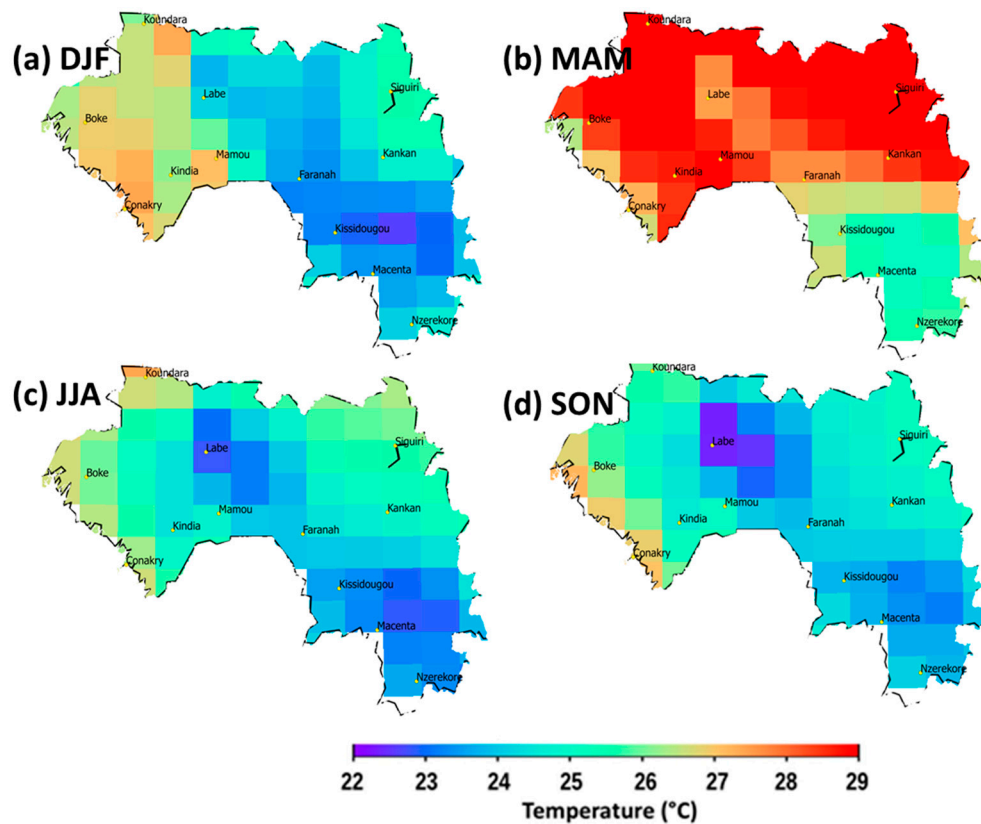 (a) DJF
Koundara
Siguiri
Labe
Boke
Mamou
Kankan
Kindia
Faranah
Conakry
Kissidougou
Macenta
Nzerekore
(b) MAM
Koundara
Siguiri
Labe
Boke
Mamou
Kankan
Kindia
Faranah
Conakry
Kissidougou
Macenta
Nzerekore
(c) JJA
Koundara
Siguiri
Labe
Boke
Mamou
Kankan
Kindia
Faranah
Conakry
Kissidougou
Macenta
Nzerekore
(d) SON
Koundara
Siguiri
Labe
Boke
Mamou
Kankan
Kindia
Faranah
Conakry
Kissidougou
Macenta
Nzerekore
22 23 24 25 26 27 28 29
Temperature (°C)